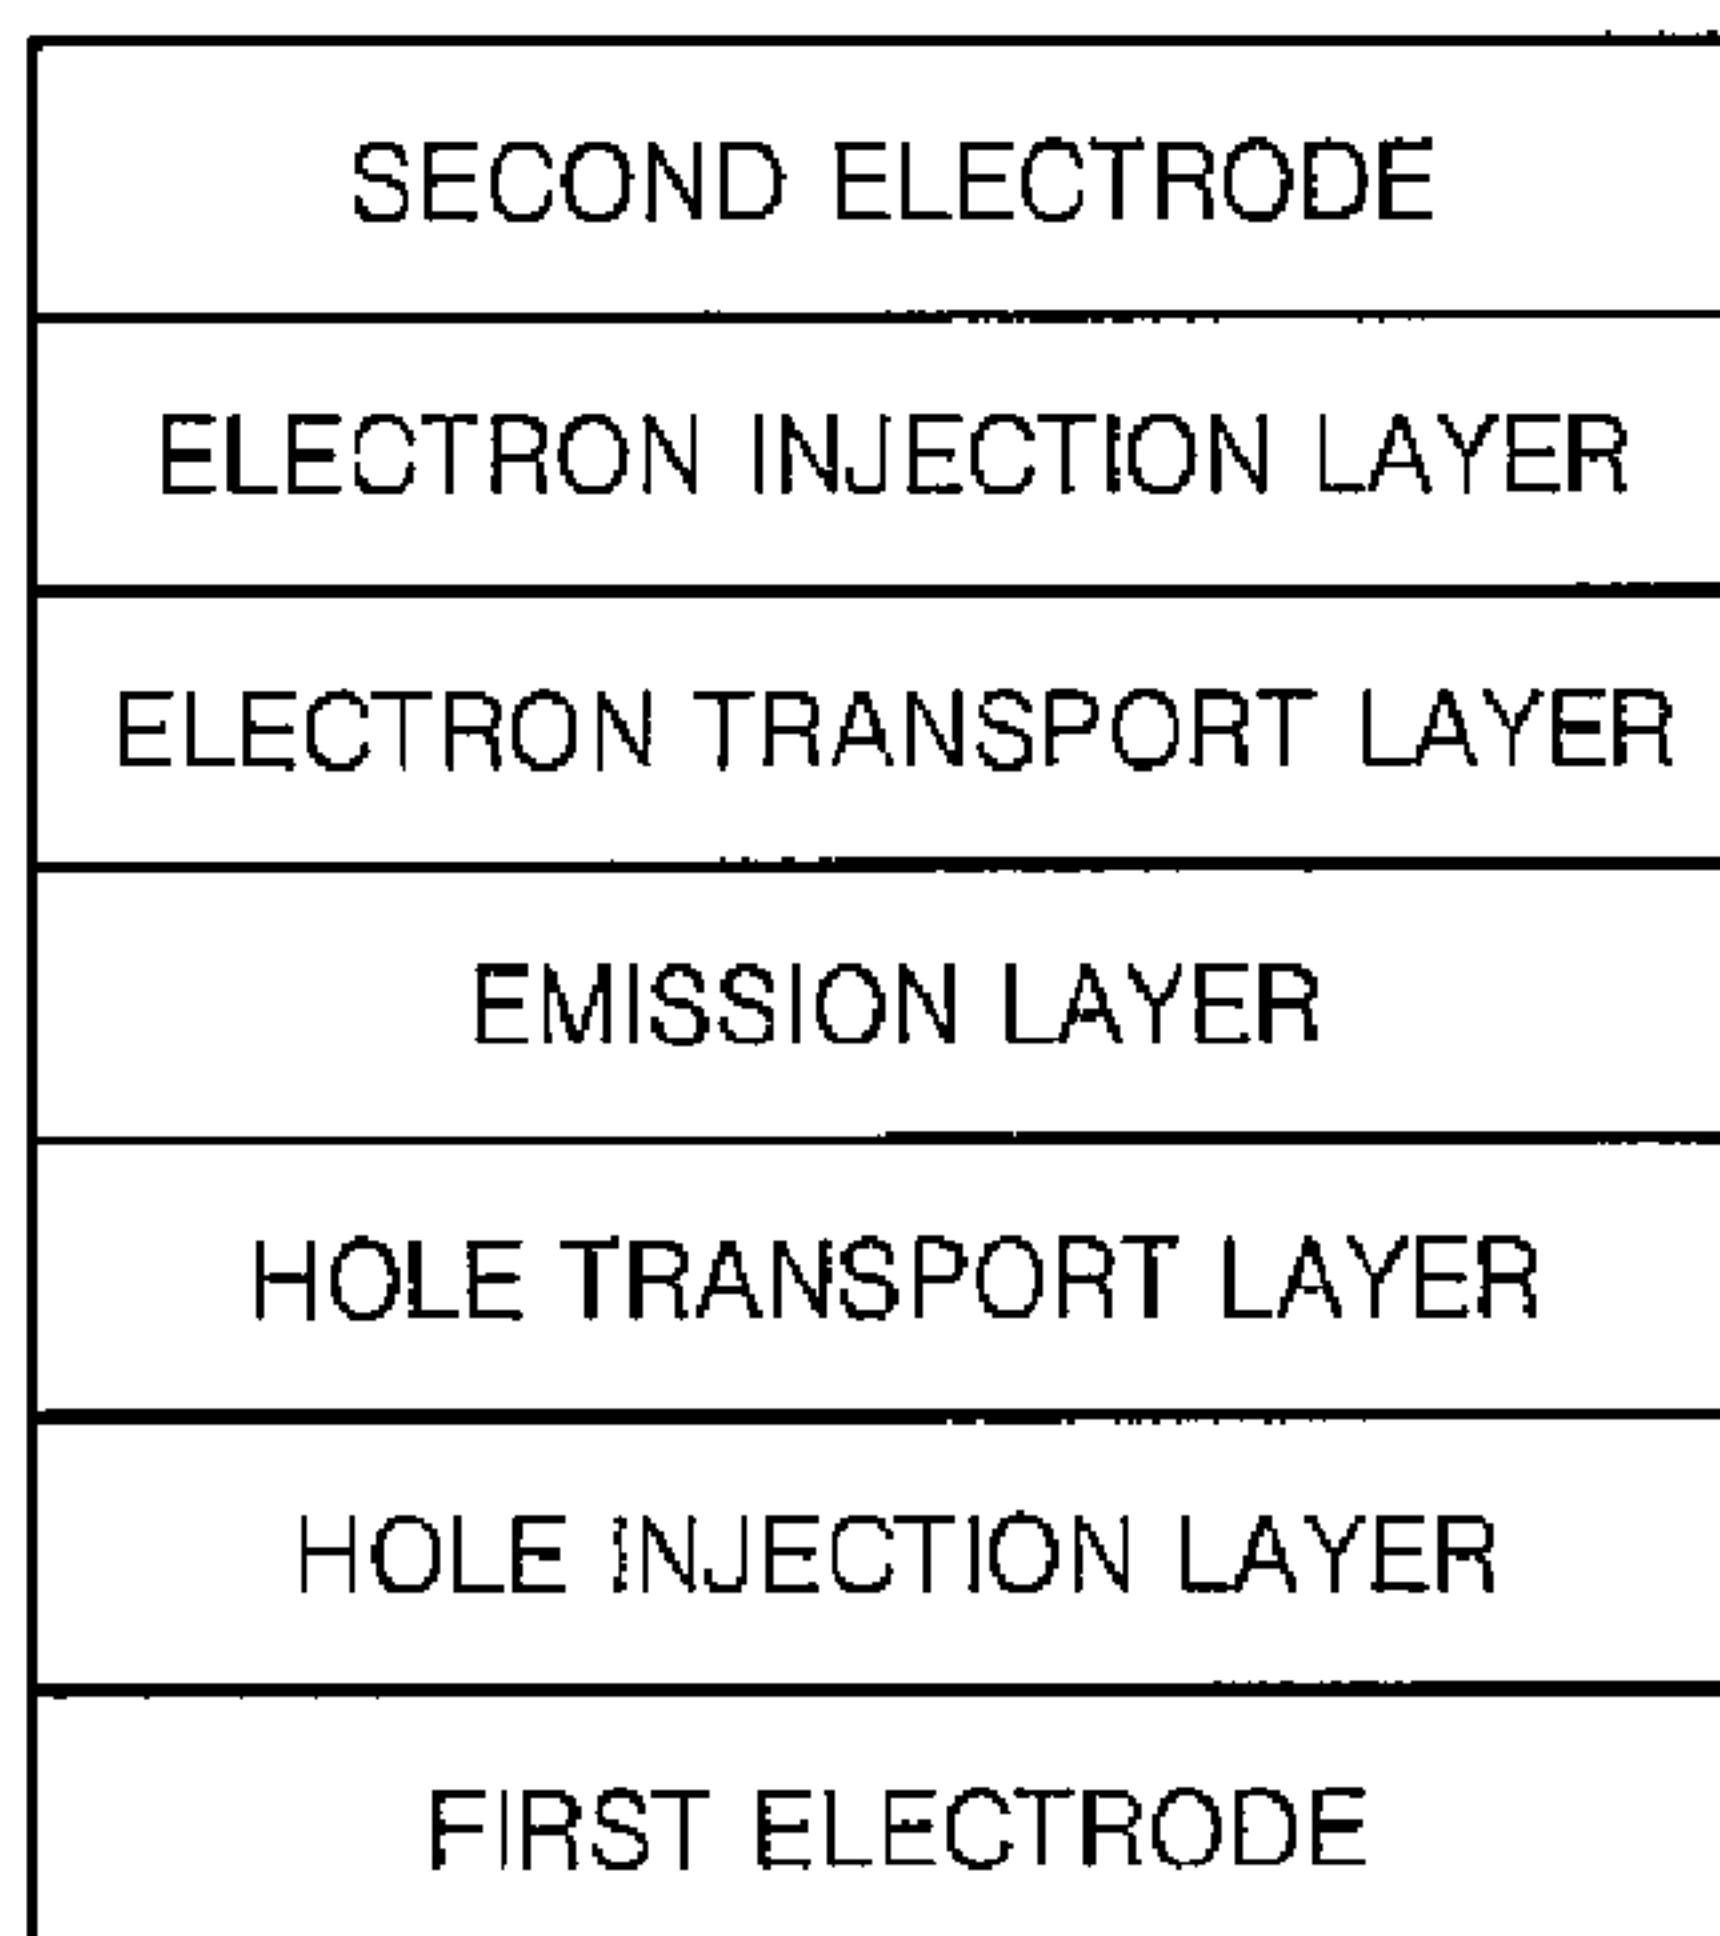 SECOND ELECTRODE
ELECTRON INJECTION LAYER
ELECTRON TRANSPORT LAYER
EMISSION LAYER
HOLE TRANSPORT LAYER
HOLE INJECTION LAYER
FIRST ELECTRODE